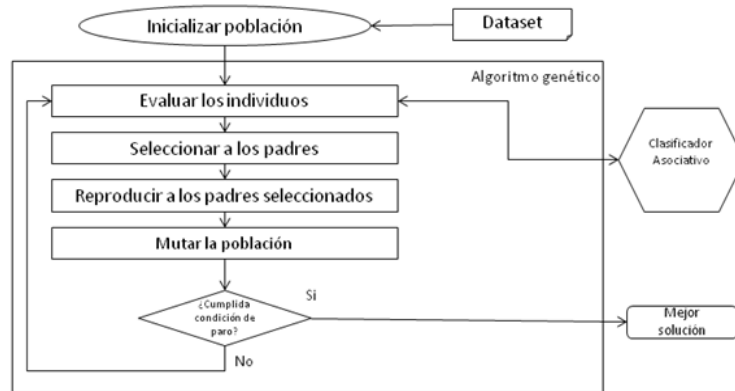 Inicializar población
Dataset
Algoritmo genético
Evaluar los individuos
Seleccionar a los padres
Clasificador
Asociativo
Reproducir a los padres seleccionados
Mutar la población
¿Cumplida
condición de
paro?
Si
No
Mejor
solución